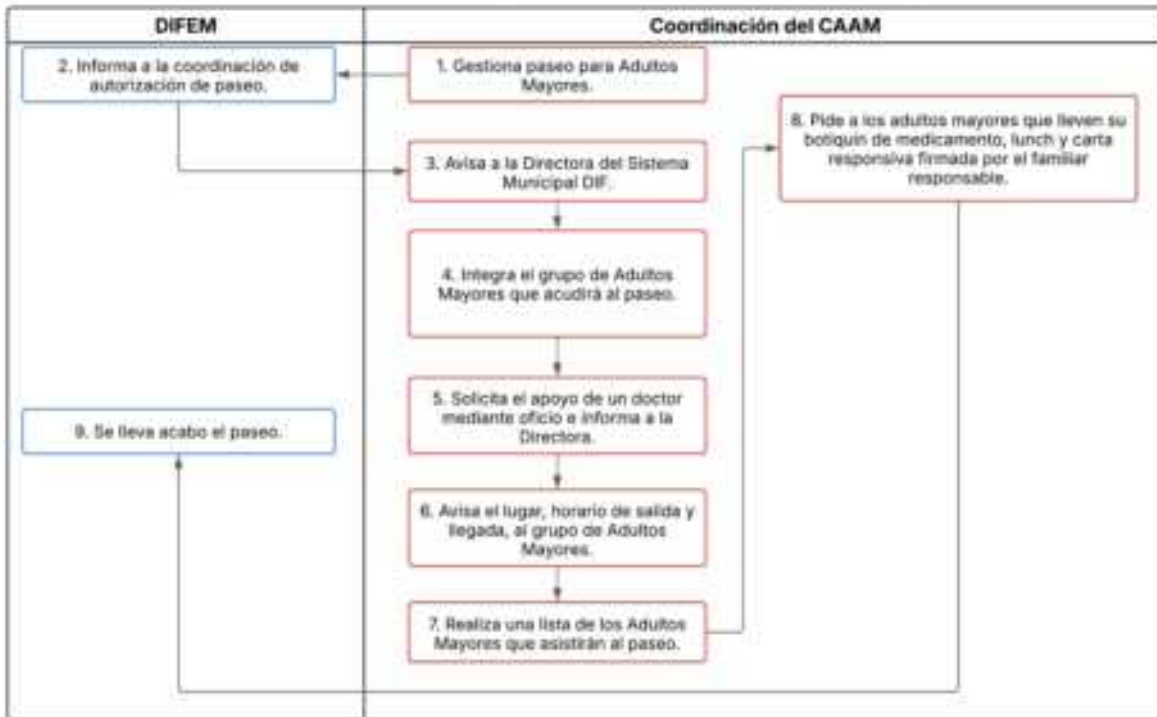 DIFEM
Coordinación del CAAM
2. Informa a la coordinación de
autorización de paseo.
1. Gestiona paseo para Adultos
Mayores.
8. Pide a los adultos mayores que lleven su
botiquín de medicamento, lunch y carta
responsiva firmada por el familiar
responsable.
3. Avisa a la Directora del Sistema
Municipal DIF.
4. Integra el grupo de Adultos
Mayores que acudirá al paseo.
5. Solicita el apoyo de un doctor
mediante oficio e informa a la
Directora.
9. Se lleva acabo el paseo.
6. Avisa el lugar, horario de salida y
llegada, al grupo de Adultos
Mayores.
7. Realiza una lista de los Adultos
Mayores que asistirán al paseo.